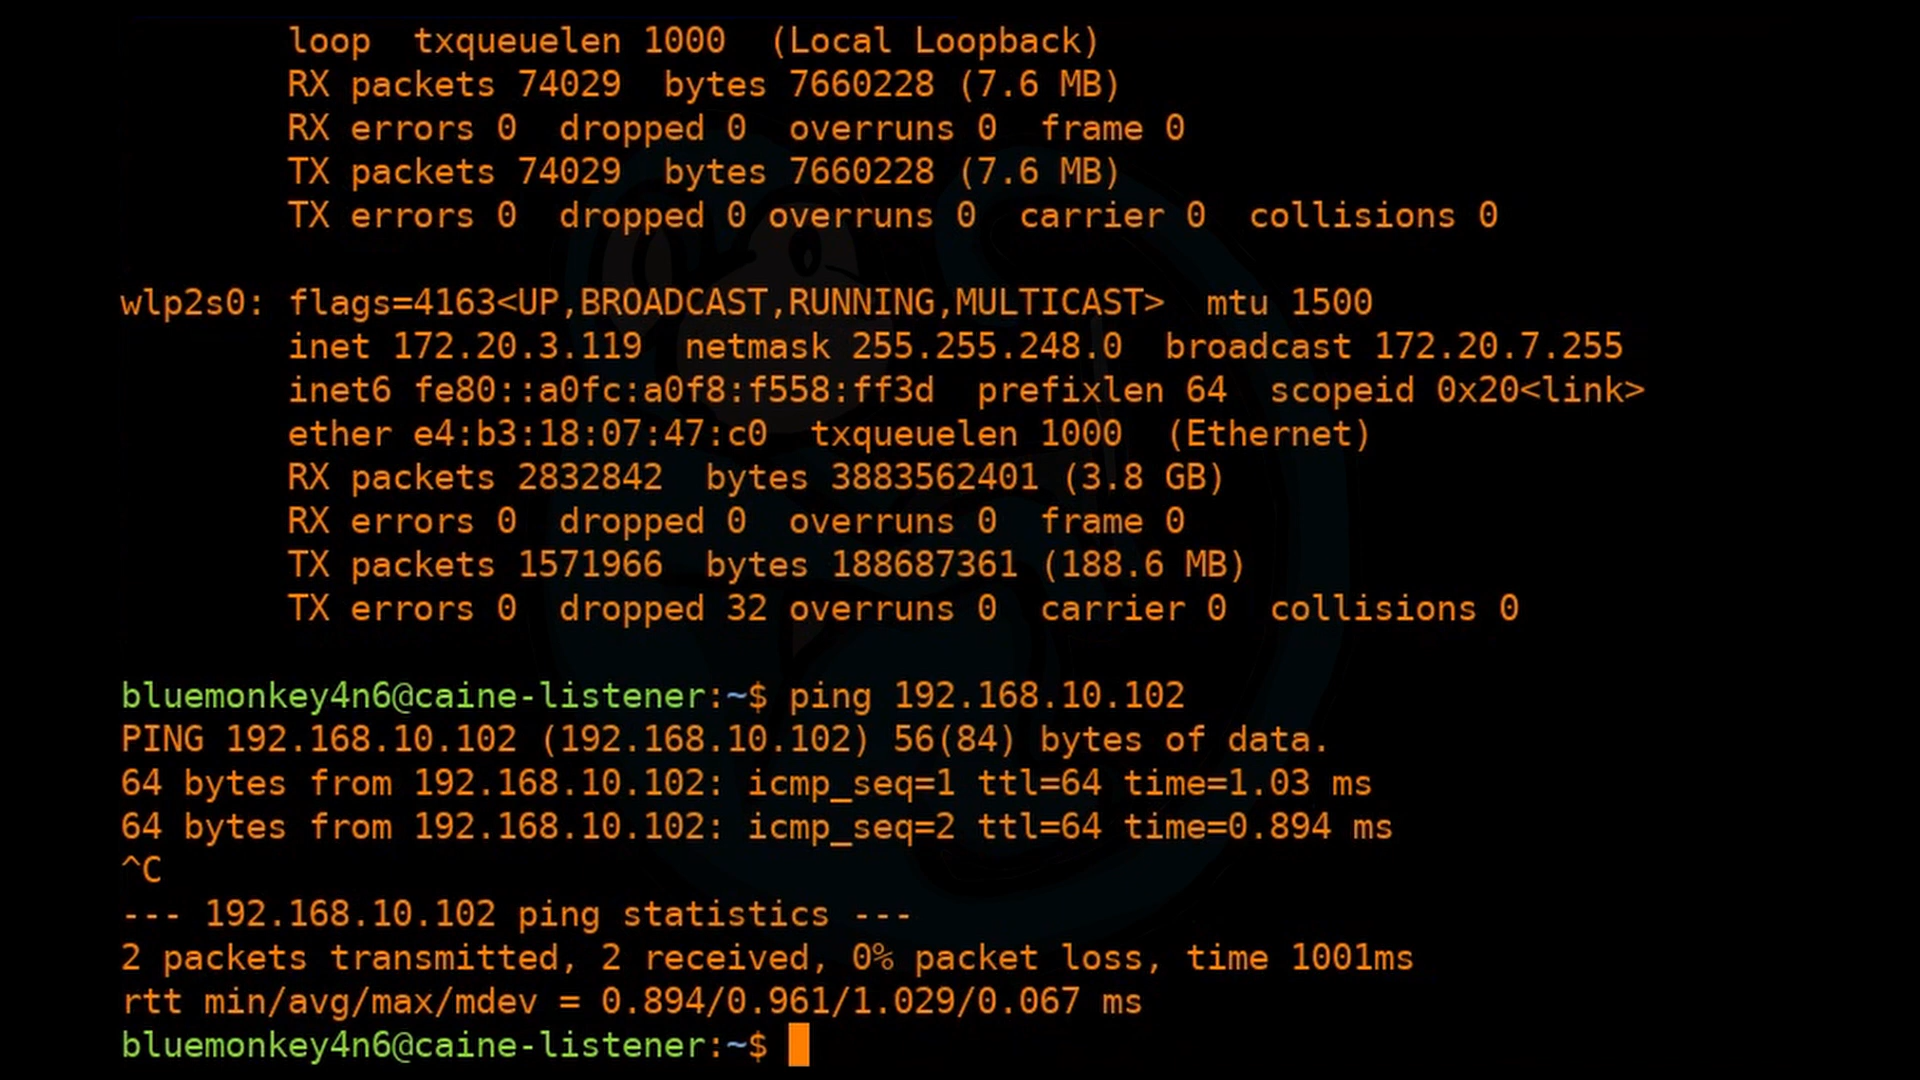 loop  txqueuelen 1000  (Local Loopback)
RX packets 74029  bytes 7660228 (7.6 MB)
RX errors 0  dropped 0  overruns 0  frame 0
TX packets 74029  bytes 7660228 (7.6 MB)
TX errors 0  dropped 0 overruns 0  carrier 0  collisions 0
wlp2s0: flags=4163<UP,BROADCAST,RUNNING,MULTICAST>  mtu 1500
inet 172.20.3.119  netmask 255.255.248.0  broadcast 172.20.7.255
inet6 fe80::a0fc:a0f8:f558:ff3d  prefixlen 64  scopeid 0x20<link>
ether e4:b3:18:07:47:c0  txqueuelen 1000  (Ethernet)
RX packets 2832842  bytes 3883562401 (3.8 GB)
RX errors 0  dropped 0  overruns 0  frame 0
TX packets 1571966  bytes 188687361 (188.6 MB)
TX errors 0  dropped 32 overruns 0  carrier 0  collisions 0
bluemonkey4n6@caine-listener:~$ ping 192.168.10.102
PING 192.168.10.102 (192.168.10.102) 56(84) bytes of data.
64 bytes from 192.168.10.102: icmp_seq=1 ttl=64 time=1.03 ms
64 bytes from 192.168.10.102: icmp_seq=2 ttl=64 time=0.894 ms
^C
--- 192.168.10.102 ping statistics ---
2 packets transmitted, 2 received, 0% packet loss, time 1001ms
rtt min/avg/max/mdev = 0.894/0.961/1.029/0.067 ms
bluemonkey4n6@caine-listener:~$